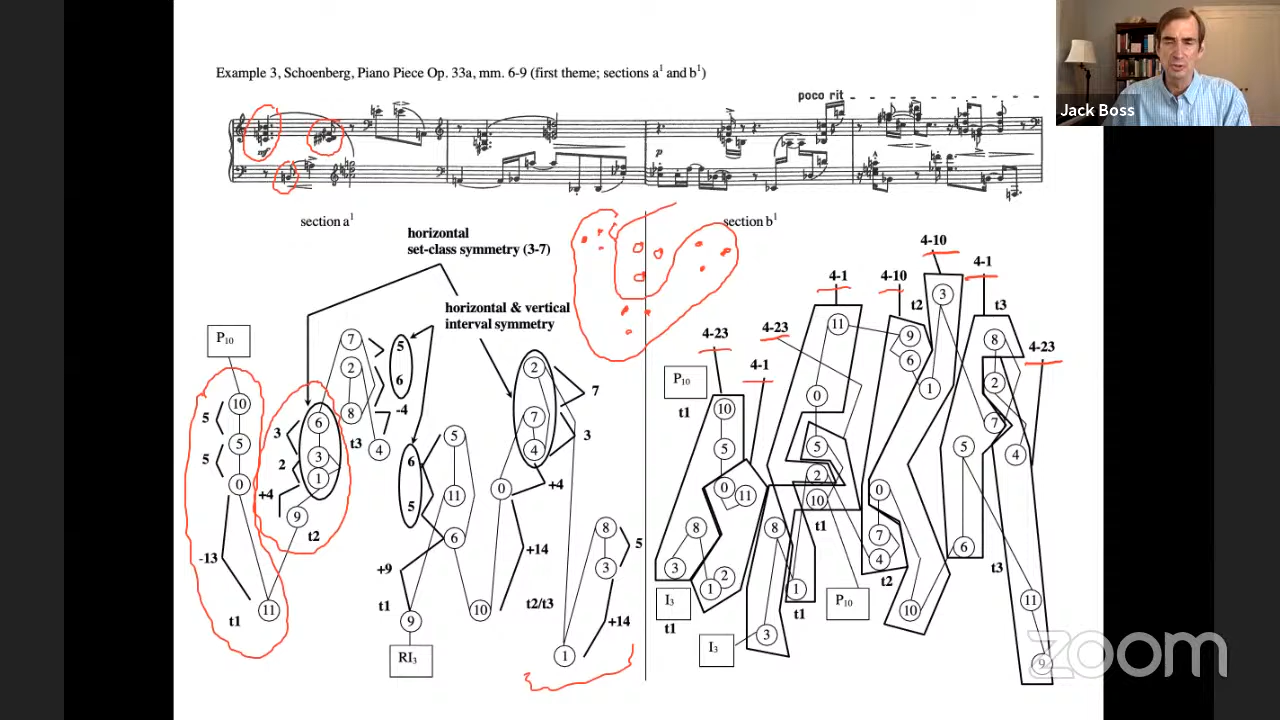 Example 3, Schoenberg, Piano Piece Op. 33a, mm. 6-9 (first theme; sections a¹ and b¹)
Jack Boss
poco rit
mf
p
section a¹
section b¹
horizontal
set-class symmetry (3-7)
horizontal & vertical
interval symmetry
P10
10
5
0
11
5
5
-13
t1
6
3
1
9
3
2
+4
t2
7
2
8
4
5
6
-4
t3
6
5
5
11
6
9
+9
t1
RI3
2
7
4
0
10
7
3
+4
+14
t2/t3
8
3
1
5
+14
4-23
4-1
4-23
4-1
4-10
4-10
4-1
4-23
P10
t1
10
5
0
11
8
3
1
2
I3
t1
I3
11
0
5
2
10
8
1
3
t1
t1
P10
9
6
1
3
t2
0
7
4
10
t2
8
2
7
4
5
6
11
9
t3
t3
zoom